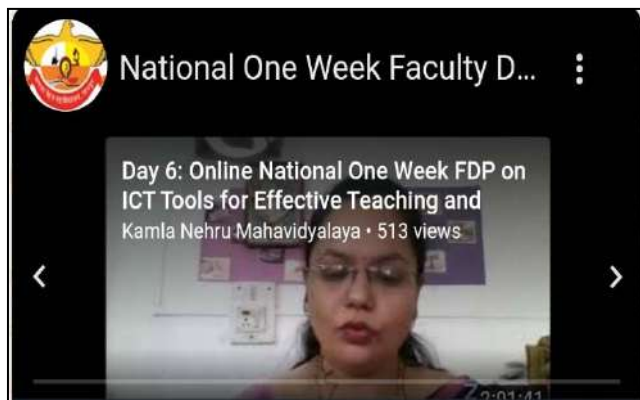 National One Week Faculty D...
Day 6: Online National One Week FDP on
ICT Tools for Effective Teaching and
Kamla Nehru Mahavidyalaya • 513 views
2:01:41